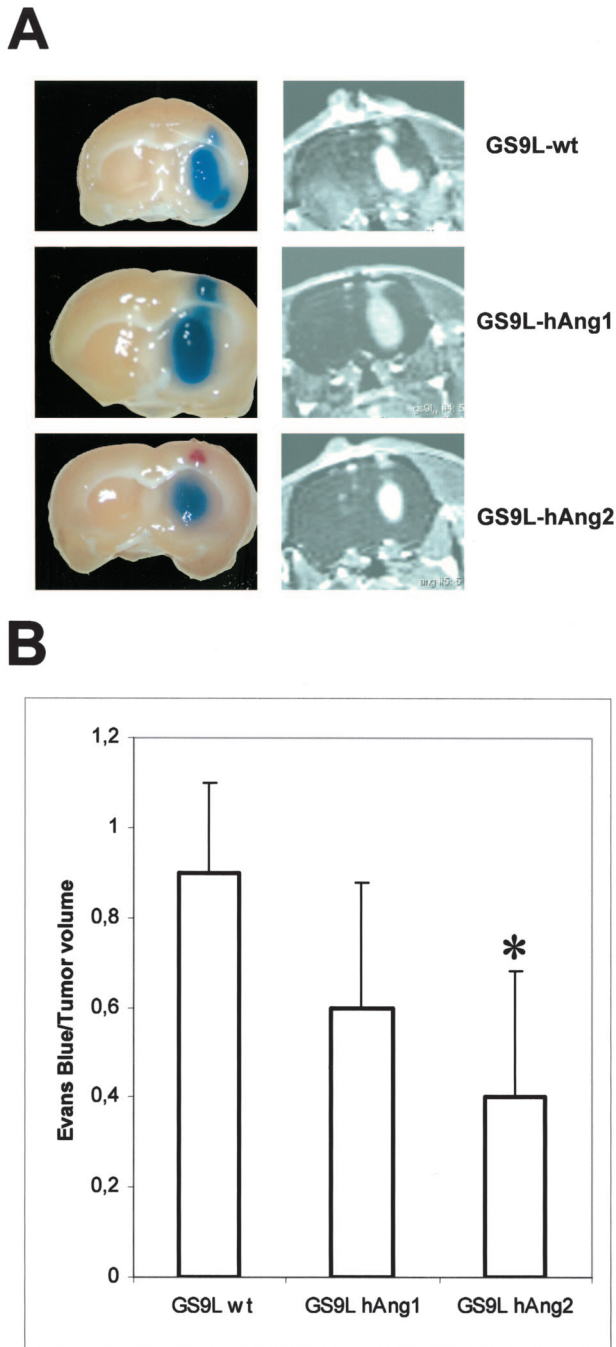 A
GS9L-wt
GS9L-hAng1
GS9L-hAng2
B
1,2
1
0,8
0,6
0,4
0,2
0
Evans Blue/Tumor volume
*
GS9L wt
GS9L hAng1
GS9L hAng2